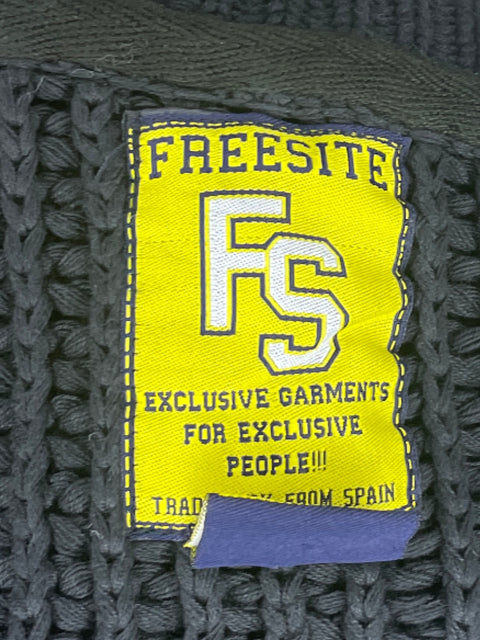 FREESITE
FS
EXCLUSIVE GARMENTS
FOR EXCLUSIVE
PEOPLE!!!
FROM SPAIN